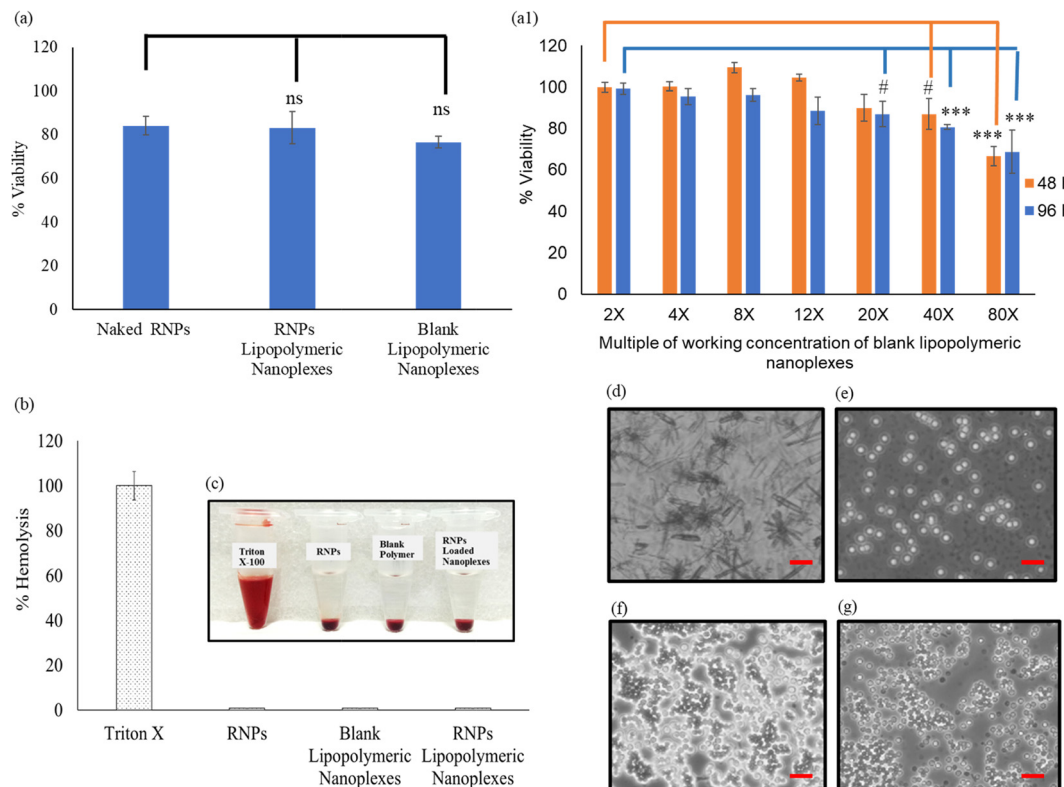 (a)
120
100
80
60
40
20
0
% Viability
ns
ns
Naked RNPs
RNPs
Lipopolymeric
Nanoplexes
Blank
Lipopolymeric
Nanoplexes
(a1)
120
100
80
60
40
20
0
% Viability
#
#
***
***
***
48 
96 
2X
4X
8X
12X
20X
40X
80X
Multiple of working concentration of blank lipopolymeric
nanoplexes
(b)
120
100
80
60
40
20
0
% Hemolysis
Triton X
RNPs
Blank
Lipopolymeric
Nanoplexes
RNPs
Lipopolymeric
Nanoplexes
(c)
Triton
X-100
RNPs
Blank
Polymer
RNPs
Loaded
Nanoplexes
(d)
(e)
(f)
(g)